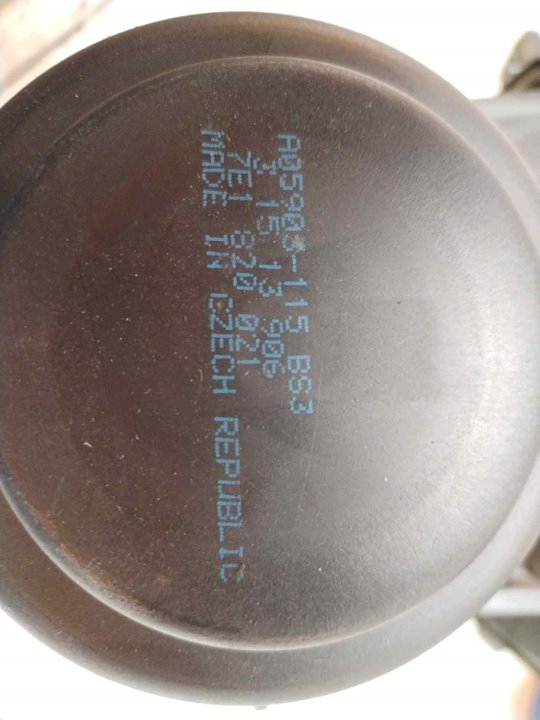 A05903-115 BS3
3 15 13 906
7E1 820 021
MADE IN CZECH REPUBLIC